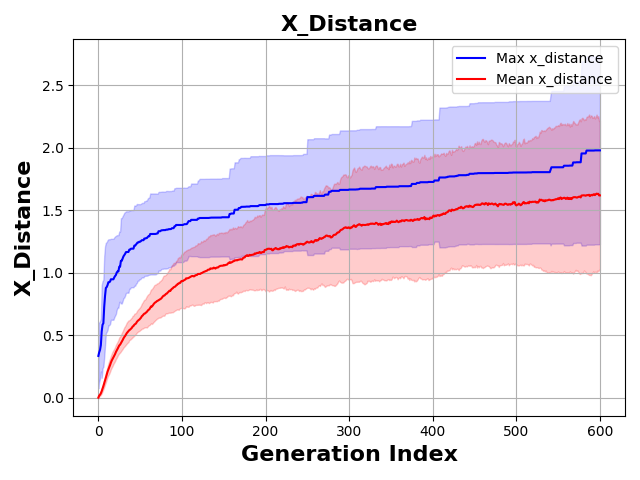 X_Distance
Max x_distance
Mean x_distance
X_Distance
2.5
2.0
1.5
1.0
0.5
0.0
0 100 200 300 400 500 600
Generation Index